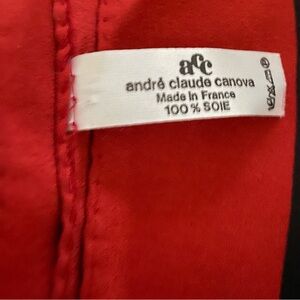 acc
andré claude canova
Made in France
100% SOIE